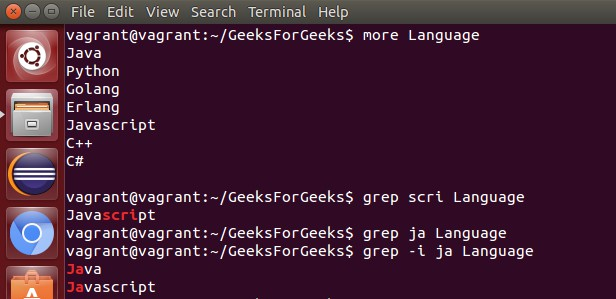 File Edit View Search Terminal Help
vagrant@vagrant:~/GeeksForGeeks$ more Language
Java
Python
Golang
Erlang
Javascript
C++
C#
vagrant@vagrant:~/GeeksForGeeks$ grep scri Language
Javascript
vagrant@vagrant:~/GeeksForGeeks$ grep ja Language
vagrant@vagrant:~/GeeksForGeeks$ grep -i ja Language
Java
Javascript